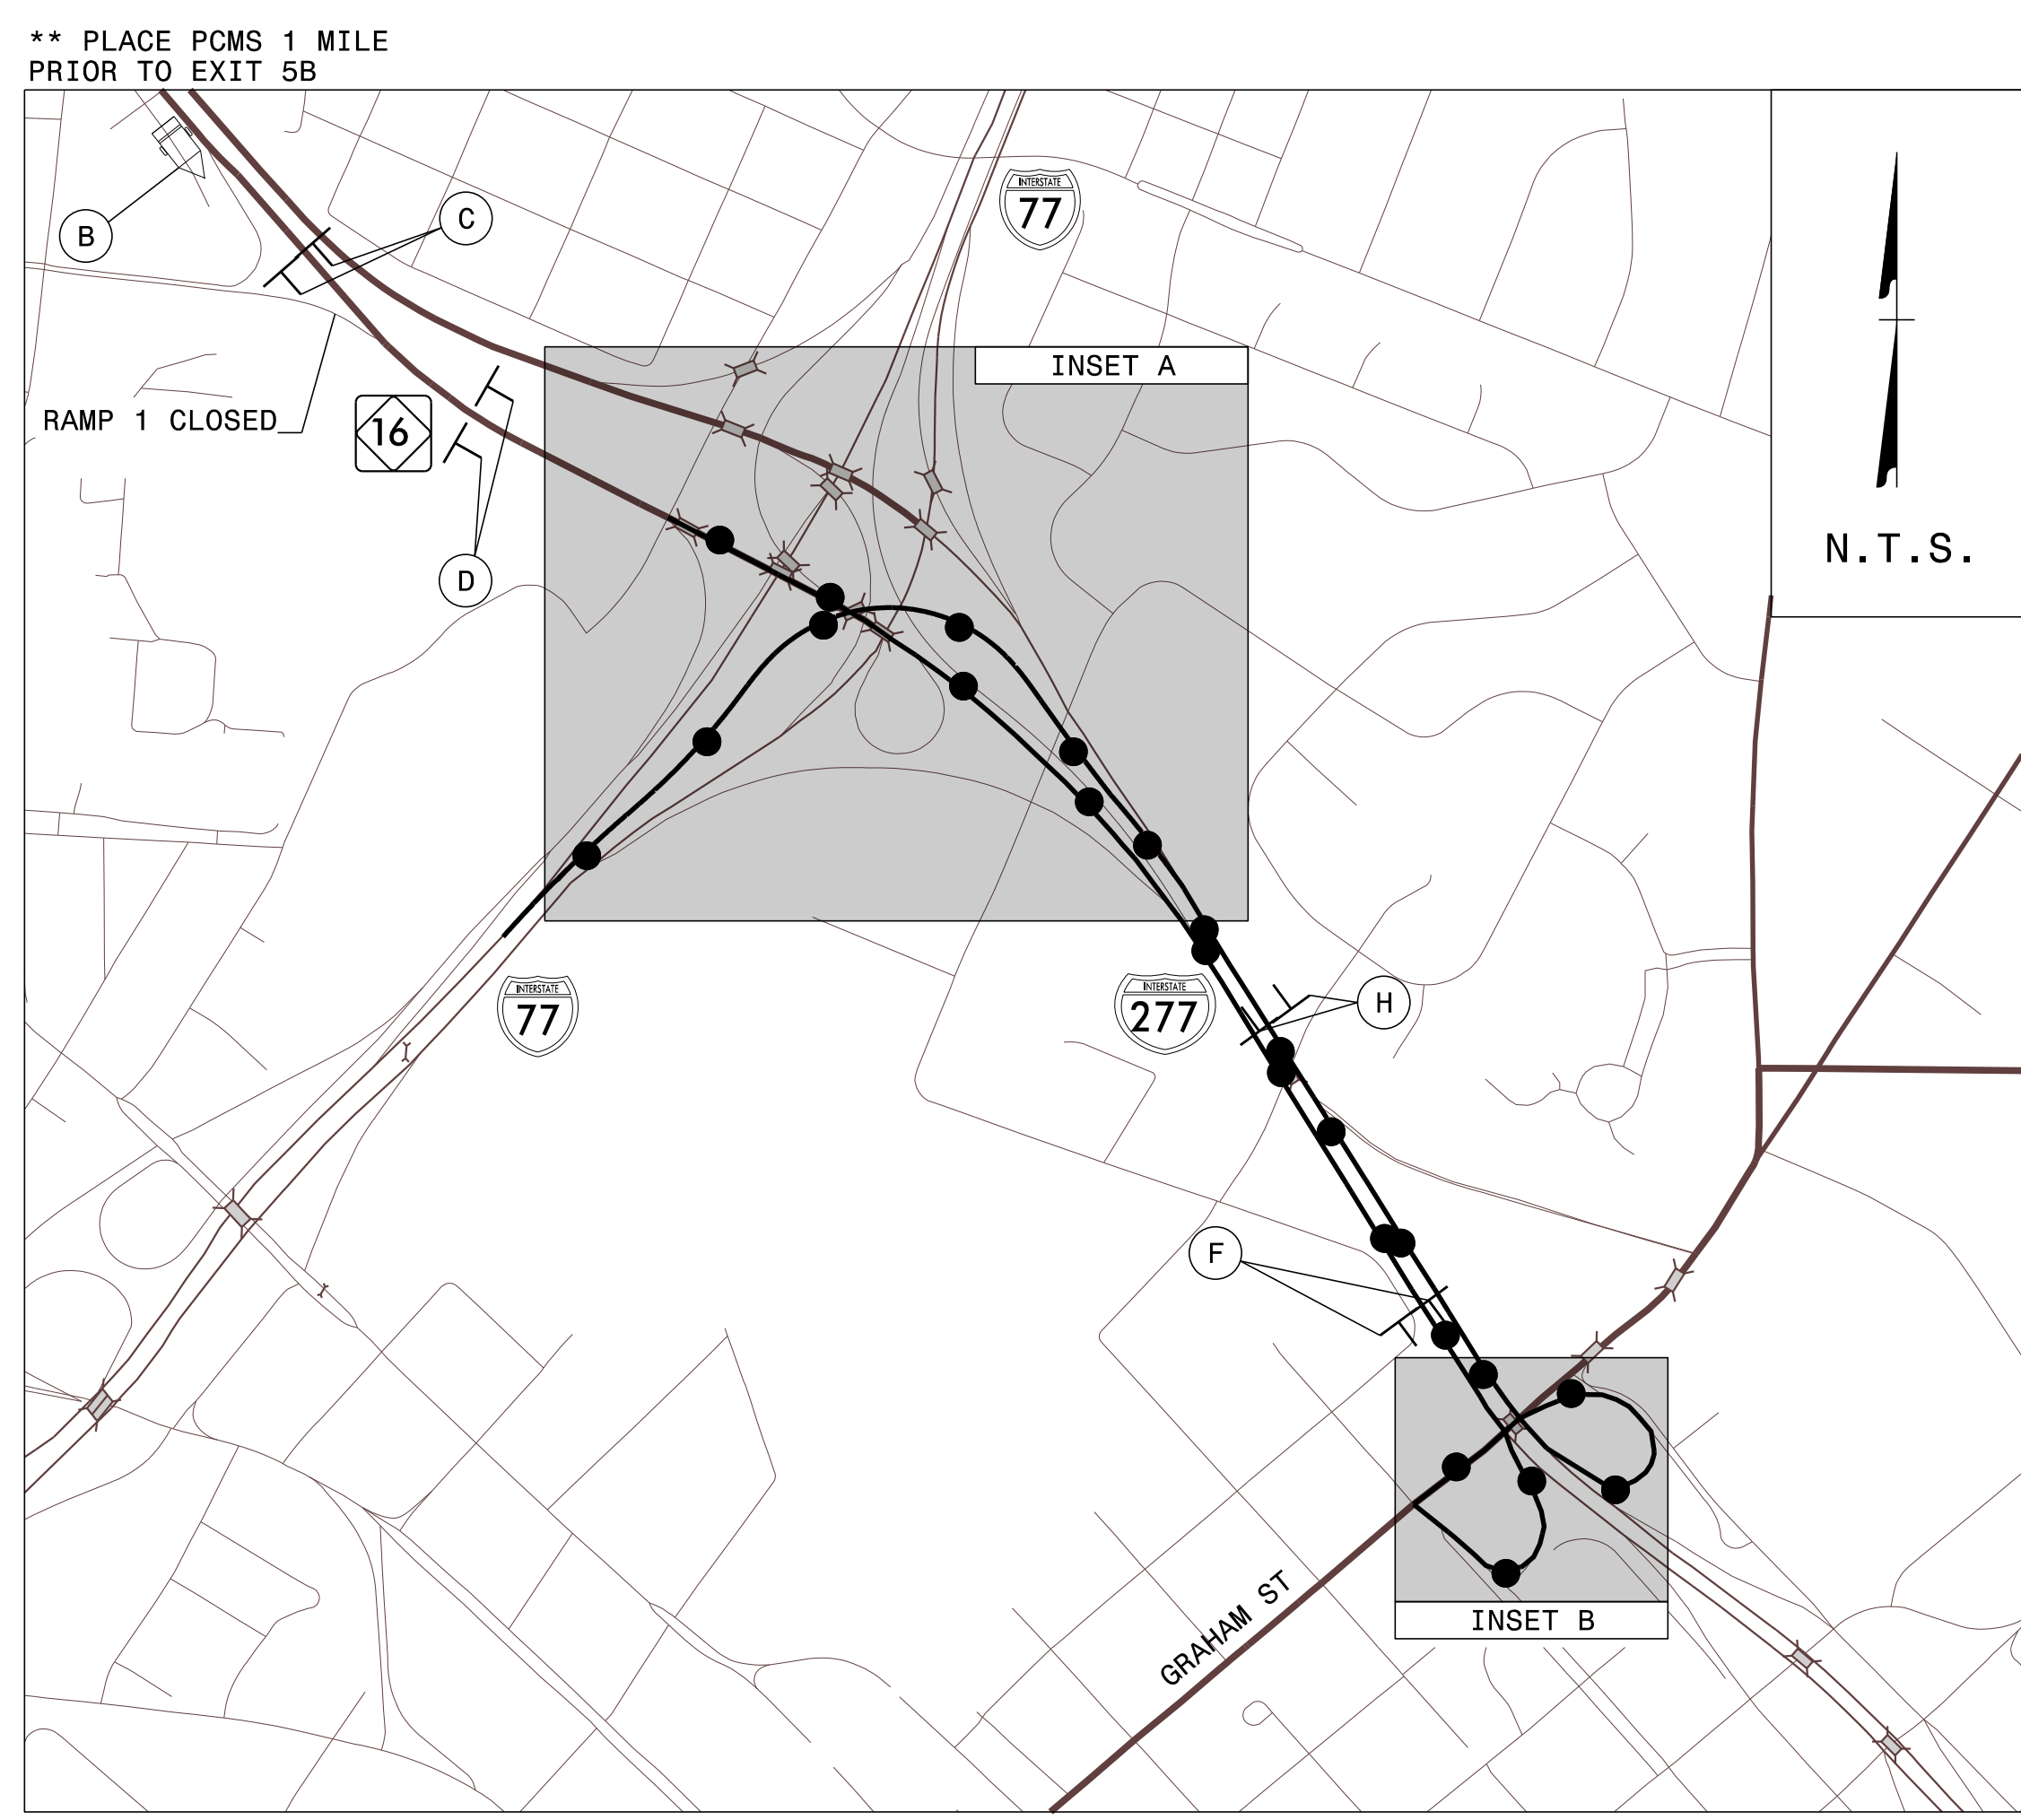 ** PLACE PCMS 1 MILE
PRIOR TO EXIT 5B
B
C
INTERSTATE
77
INSET A
RAMP 1 CLOSED
16
D
N.T.S.
INTERSTATE
77
INTERSTATE
277
H
F
GRAHAM ST
INSET B